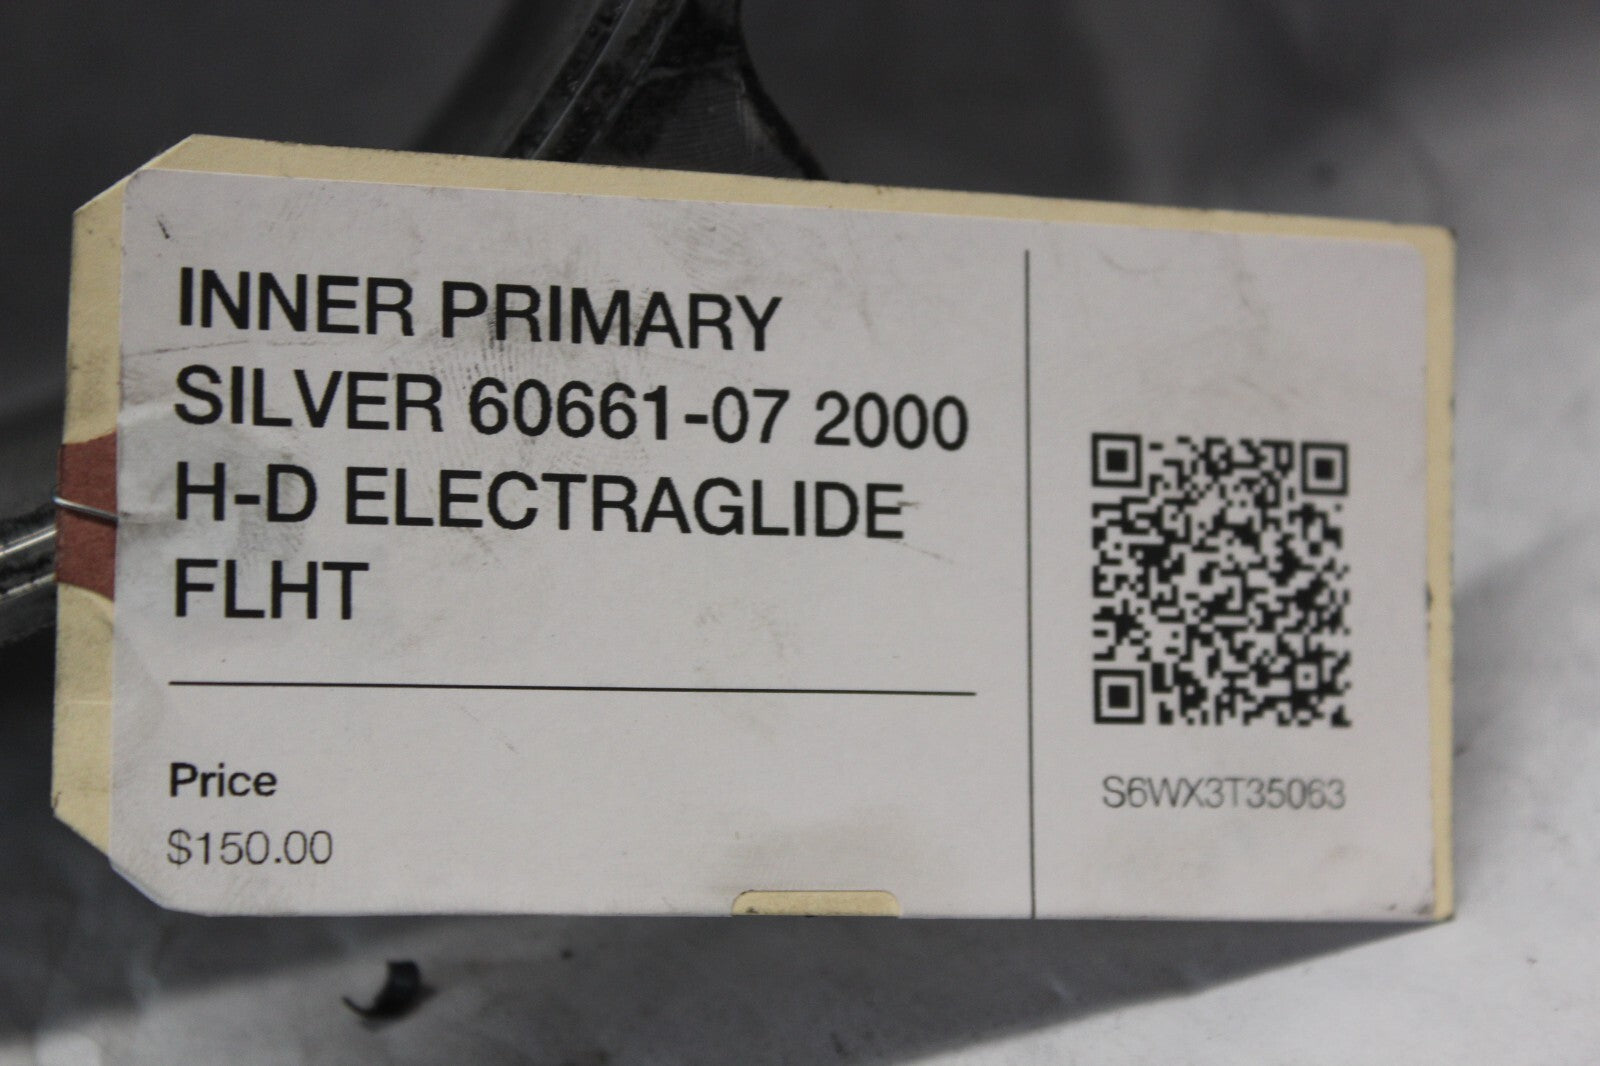 INNER PRIMARY
SILVER 60661-07 2000
H-D ELECTRAGLIDE
FLHT
Price
$150.00
S6WX3T35063